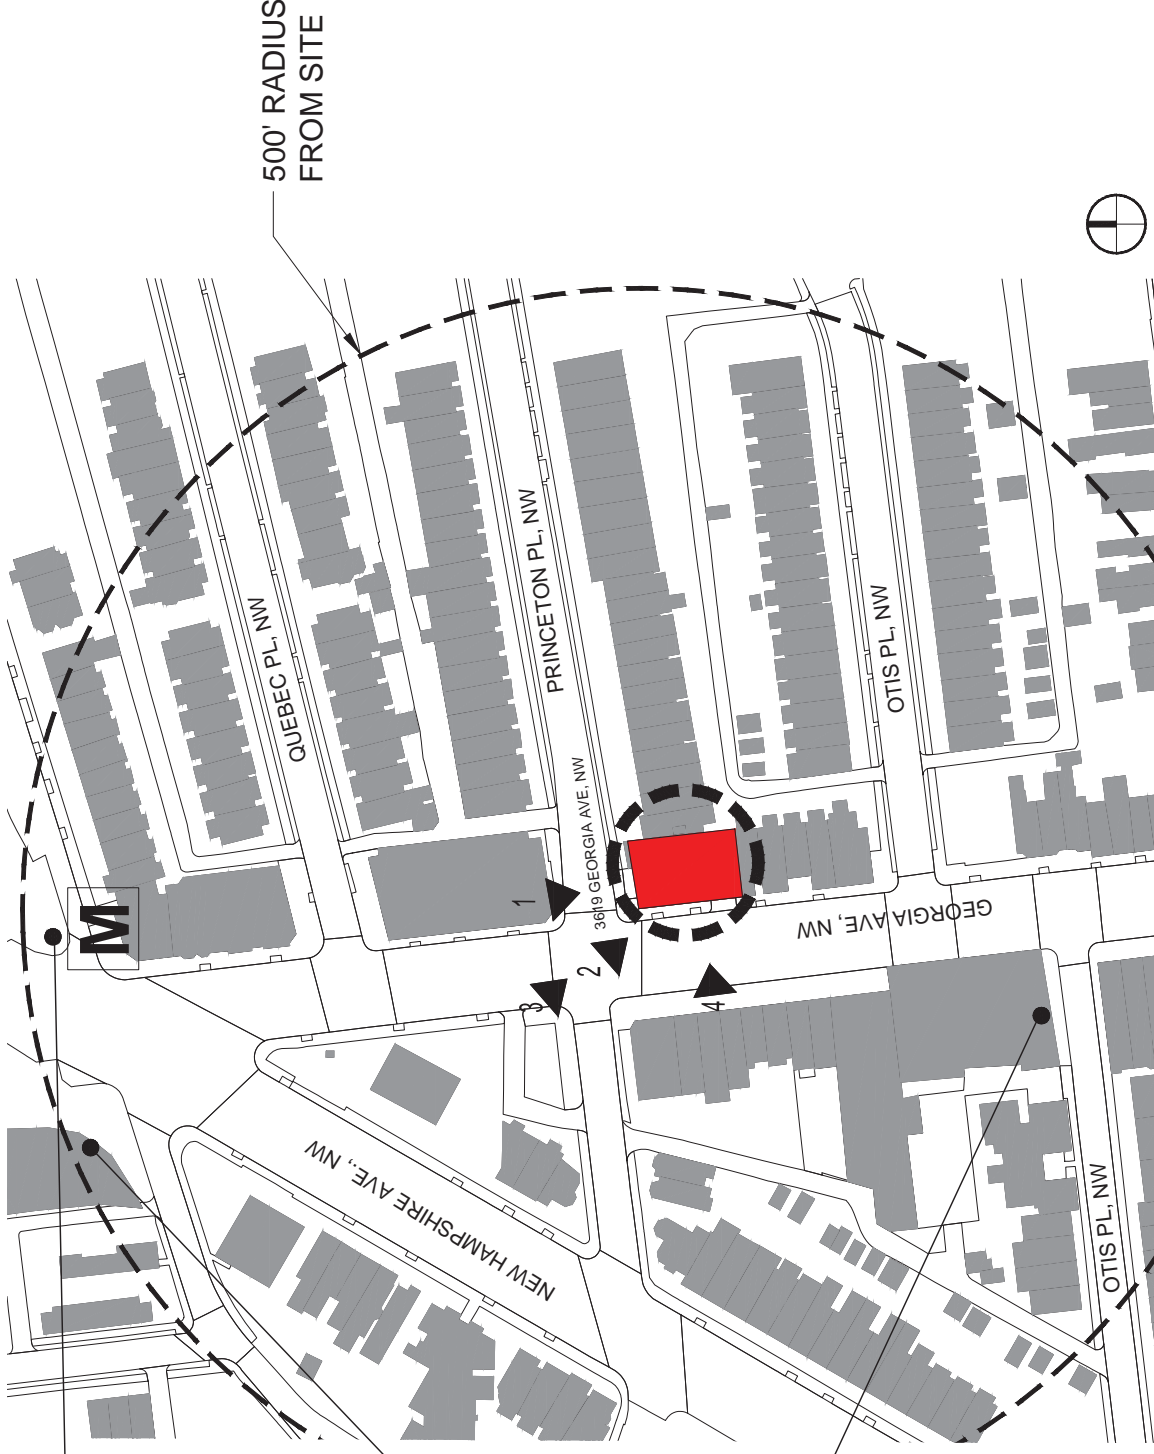 500' RADIUS
FROM SITE
M
QUEBEC PL, NW
PRINCETON PL, NW
OTIS PL, NW
3619 GEORGIA AVE, NW
1
2
3
4
GEORGIA AVE, NW
NEW HAMPSHIRE AVE., NW
OTIS PL, NW